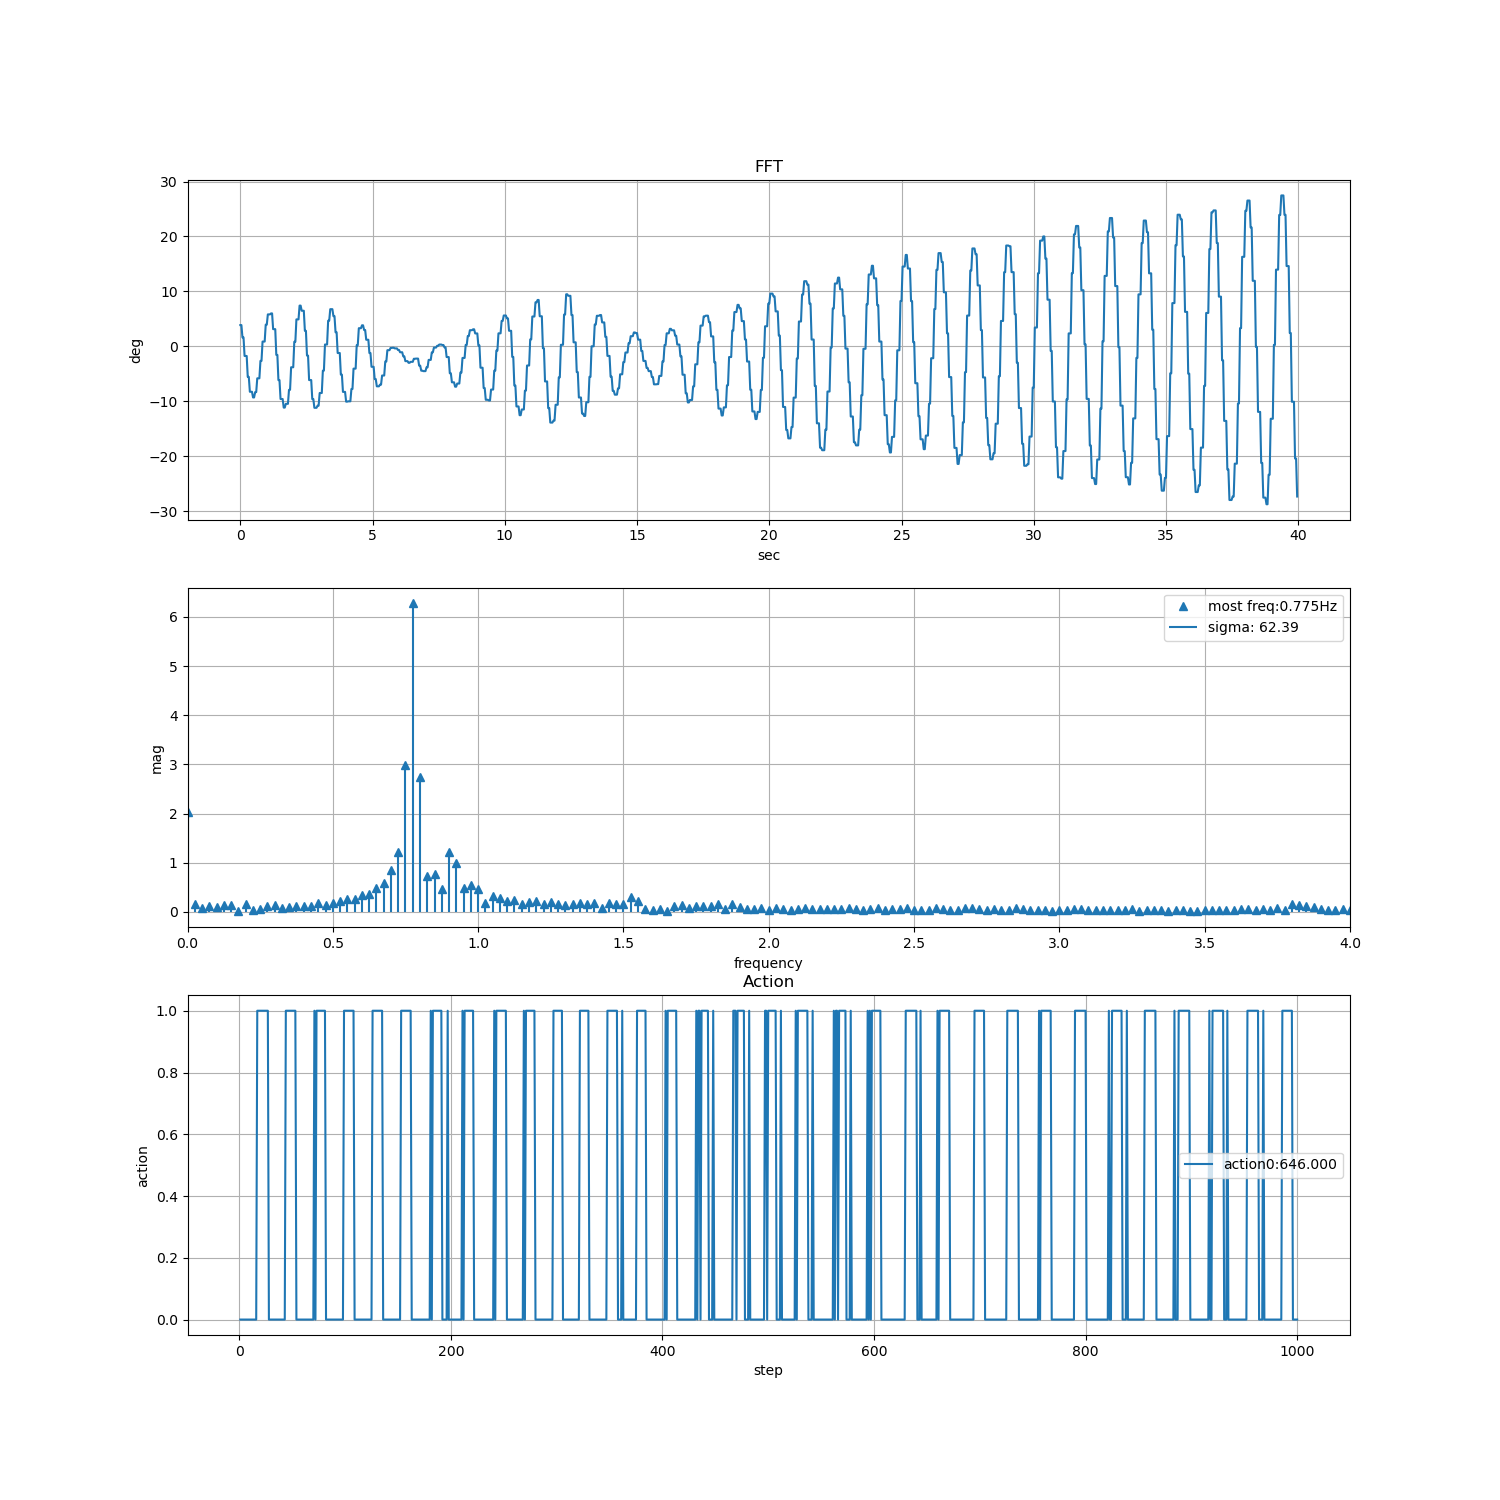 FFT
30
20
10
0
−10
−20
−30
deg
0 5 10 15 20 25 30 35 40
sec
6
5
4
3
2
1
0
mag
most freq:0.775Hz
sigma: 62.39
0.0 0.5 1.0 1.5 2.0 2.5 3.0 3.5 4.0
frequency
Action
1.0
0.8
0.6
0.4
0.2
0.0
action
action0:646.000
0 200 400 600 800 1000
step